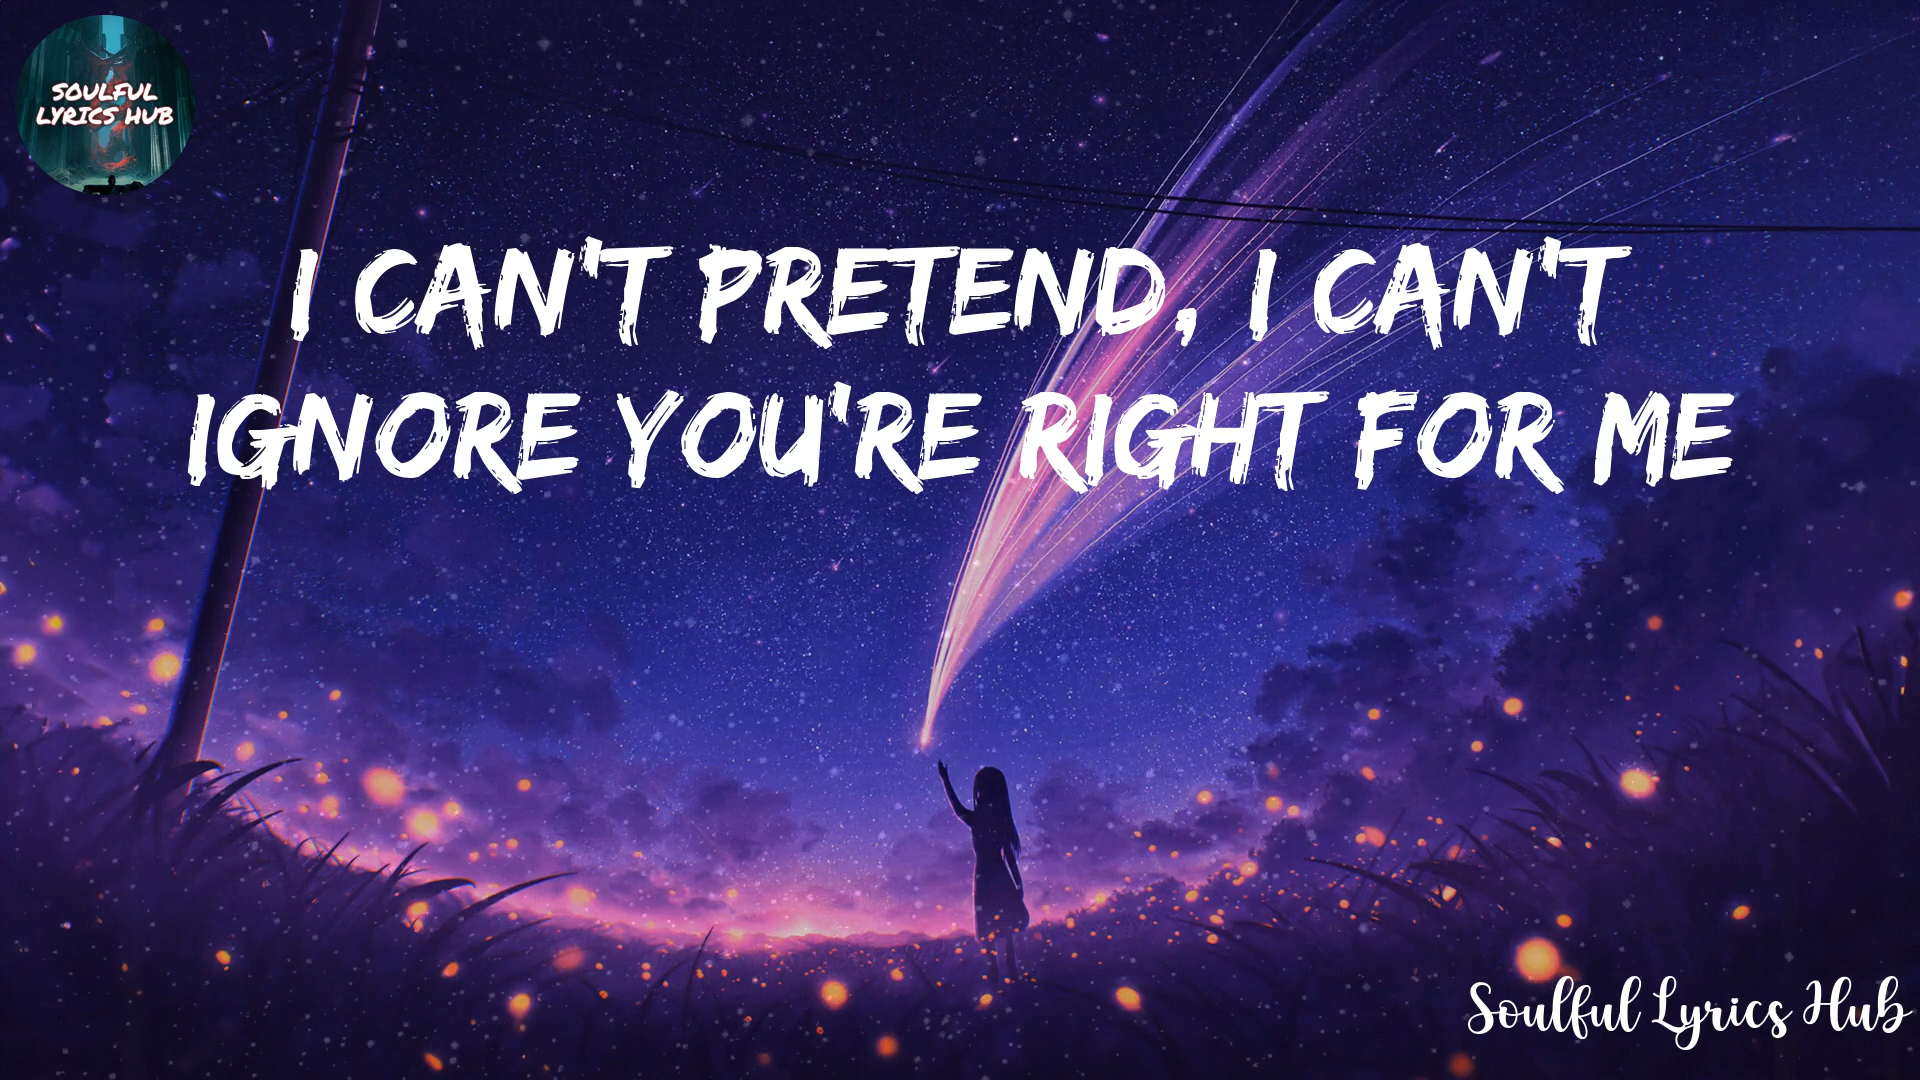 SOULFUL
LYRICS HUB
I CAN'T PRETEND, I CAN'T
IGNORE YOU'RE RIGHT FOR ME
Soulful Lyrics Hub